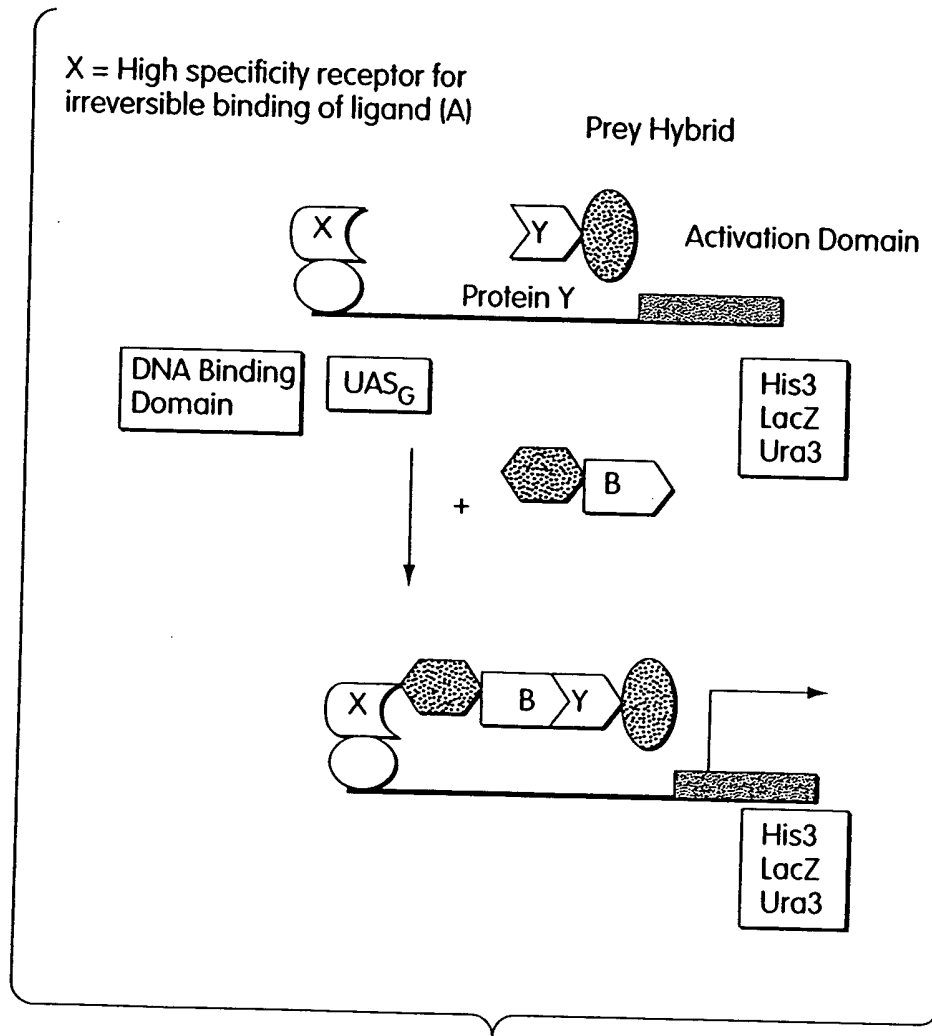 X = High specificity receptor for
irreversible binding of ligand (A)
Prey Hybrid
X
Y
Activation Domain
Protein Y
DNA Binding
Domain
UASG
His3
LacZ
Ura3
B
+
X
B
Y
His3
LacZ
Ura3